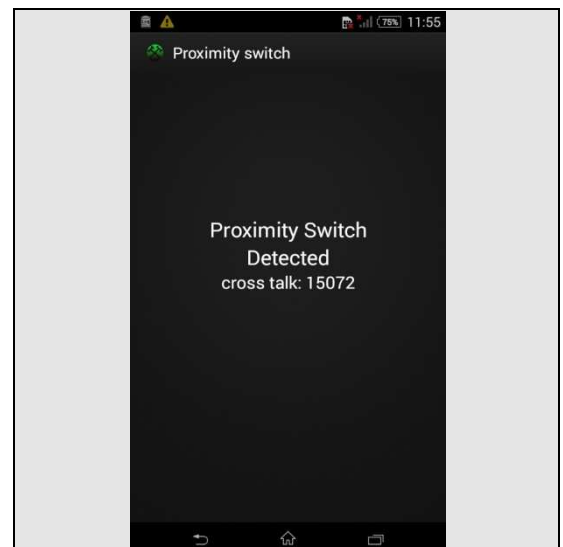 75% 11:55
Proximity switch
Proximity Switch
Detected
cross talk: 15072